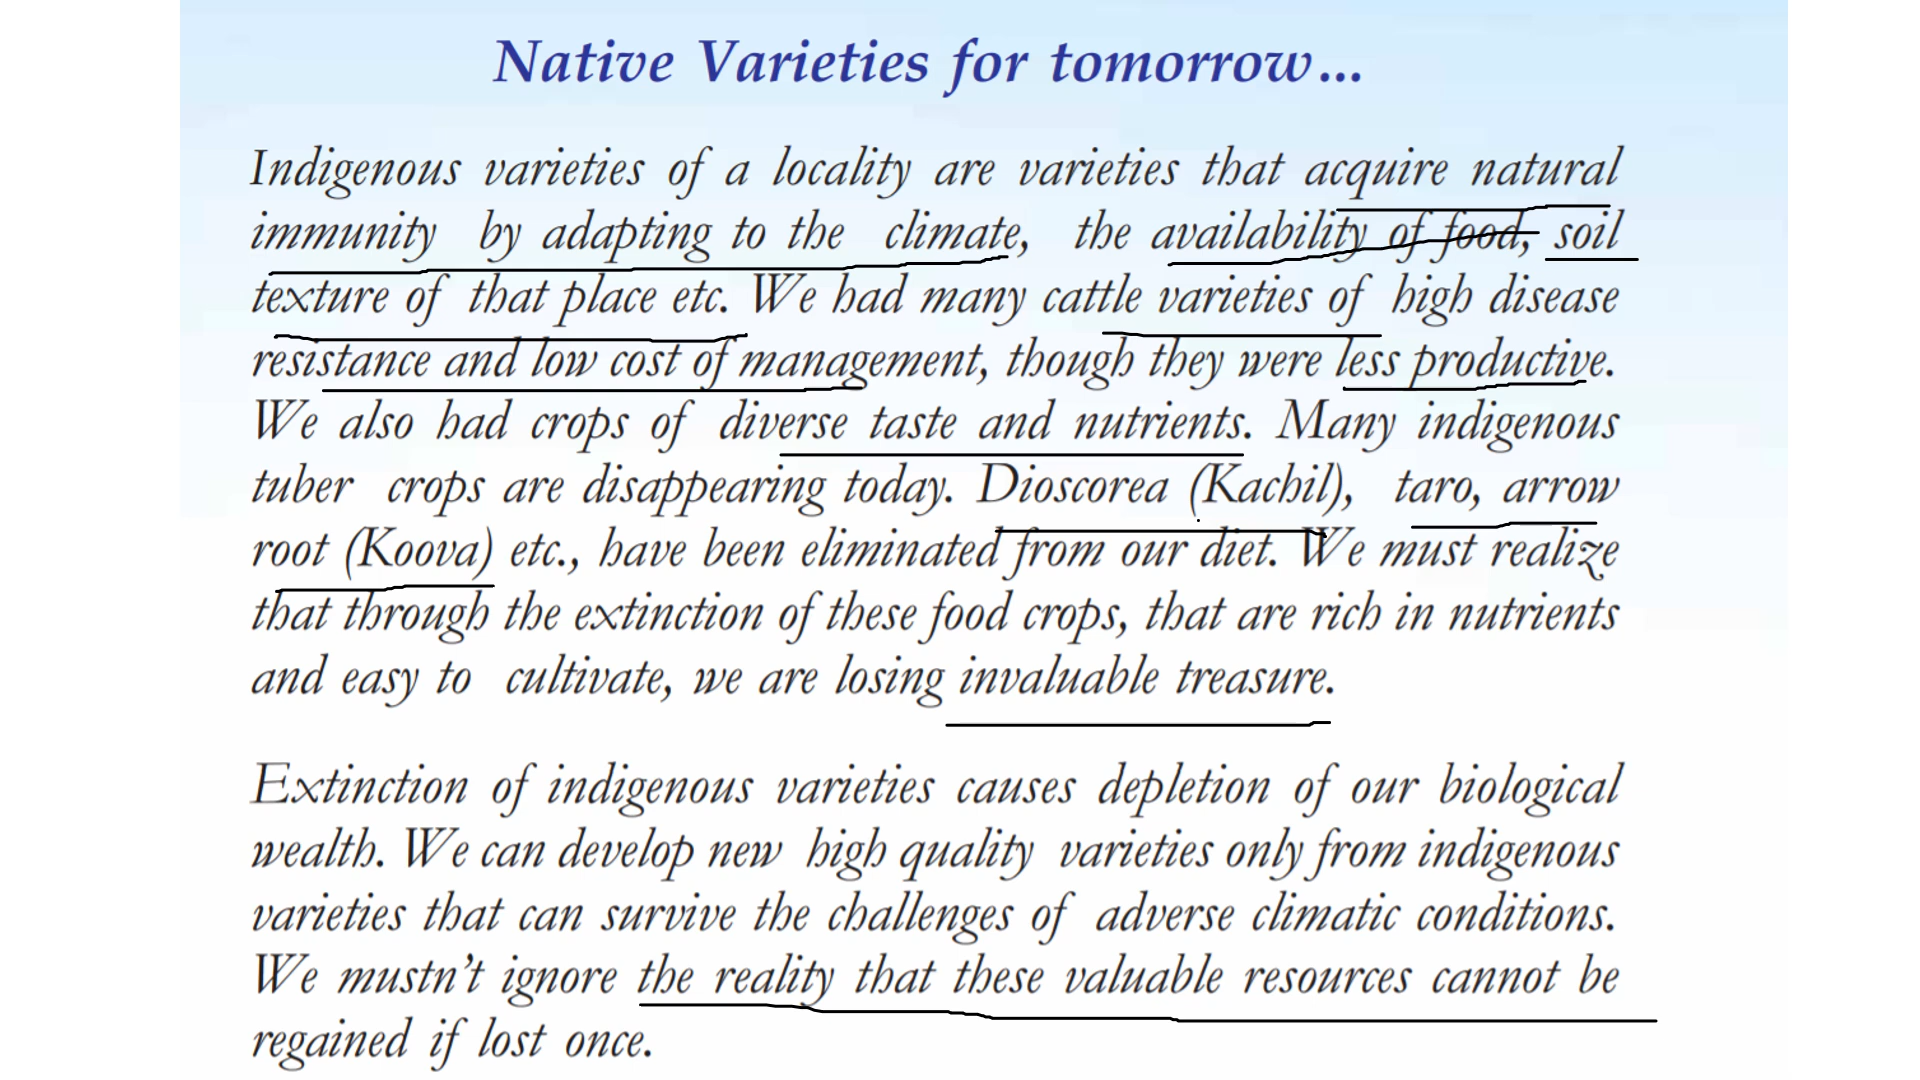 Native Varieties for tomorrow...
Indigenous varieties of a locality are varieties that acquire natural
immunity by adapting to the climate, the availability of food, soil
texture of that place etc. We had many cattle varieties of high disease
resistance and low cost of management, though they were less productive.
We also had crops of diverse taste and nutrients. Many indigenous
tuber crops are disappearing today. Dioscorea (Kachil), taro, arrow
root (Koova) etc., have been eliminated from our diet. We must realize
that through the extinction of these food crops, that are rich in nutrients
and easy to cultivate, we are losing invaluable treasure.
Extinction of indigenous varieties causes depletion of our biological
wealth. We can develop new high quality varieties only from indigenous
varieties that can survive the challenges of adverse climatic conditions.
We mustn't ignore the reality that these valuable resources cannot be
regained if lost once.